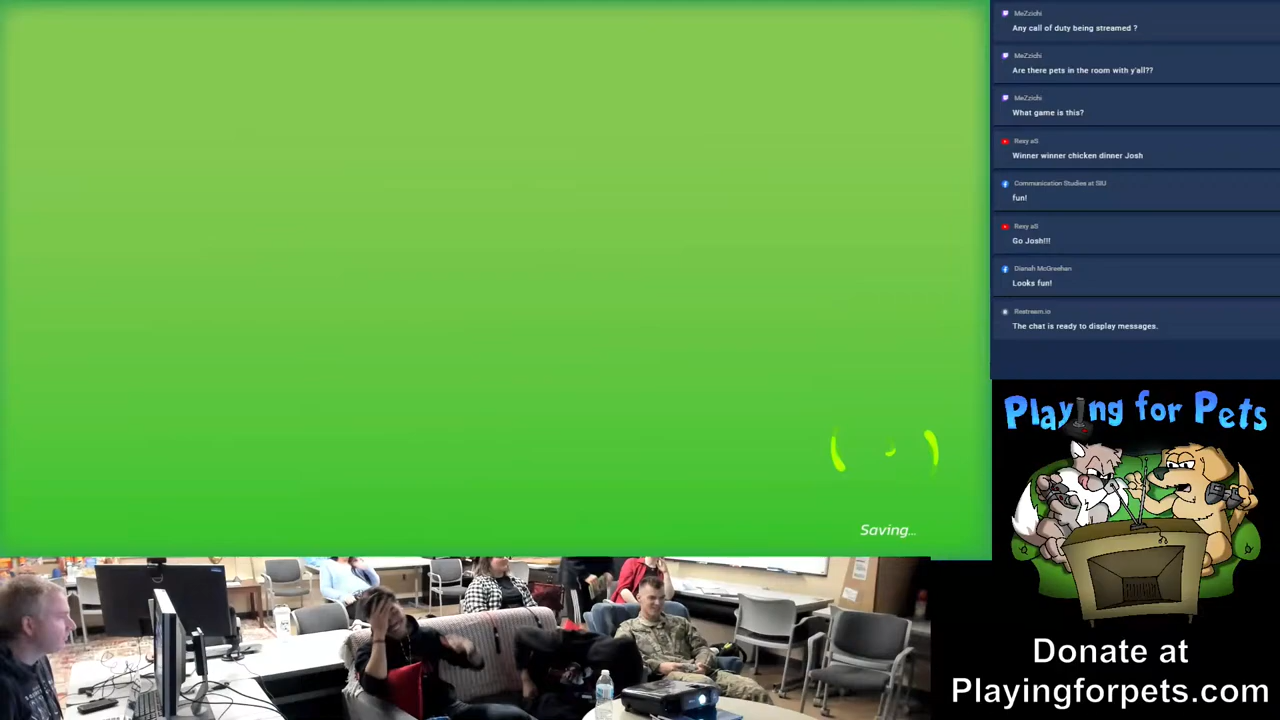 MeZzichi
Any call of duty being streamed ?
MeZzichi
Are there pets in the room with y'all??
MeZzichi
What game is this?
Rexy aS
Winner winner chicken dinner Josh
Communication Studies at SIU
fun!
Rexy aS
Go Josh!!!
Dianah McGreehan
Looks fun!
Restream.io
The chat is ready to display messages.
Playing for Pets
Saving...
Donate at
Playingforpets.com